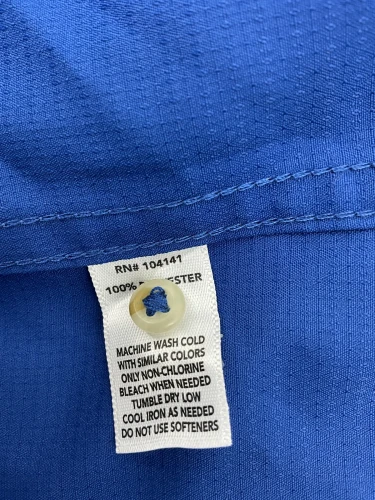 RN# 104141
100%
MACHINE WASH COLD
WITH SIMILAR COLORS
ONLY NON-CHLORINE
BLEACH WHEN NEEDED
TUMBLE DRY LOW
COOL IRON AS NEEDED
DO NOT USE SOFTENERS